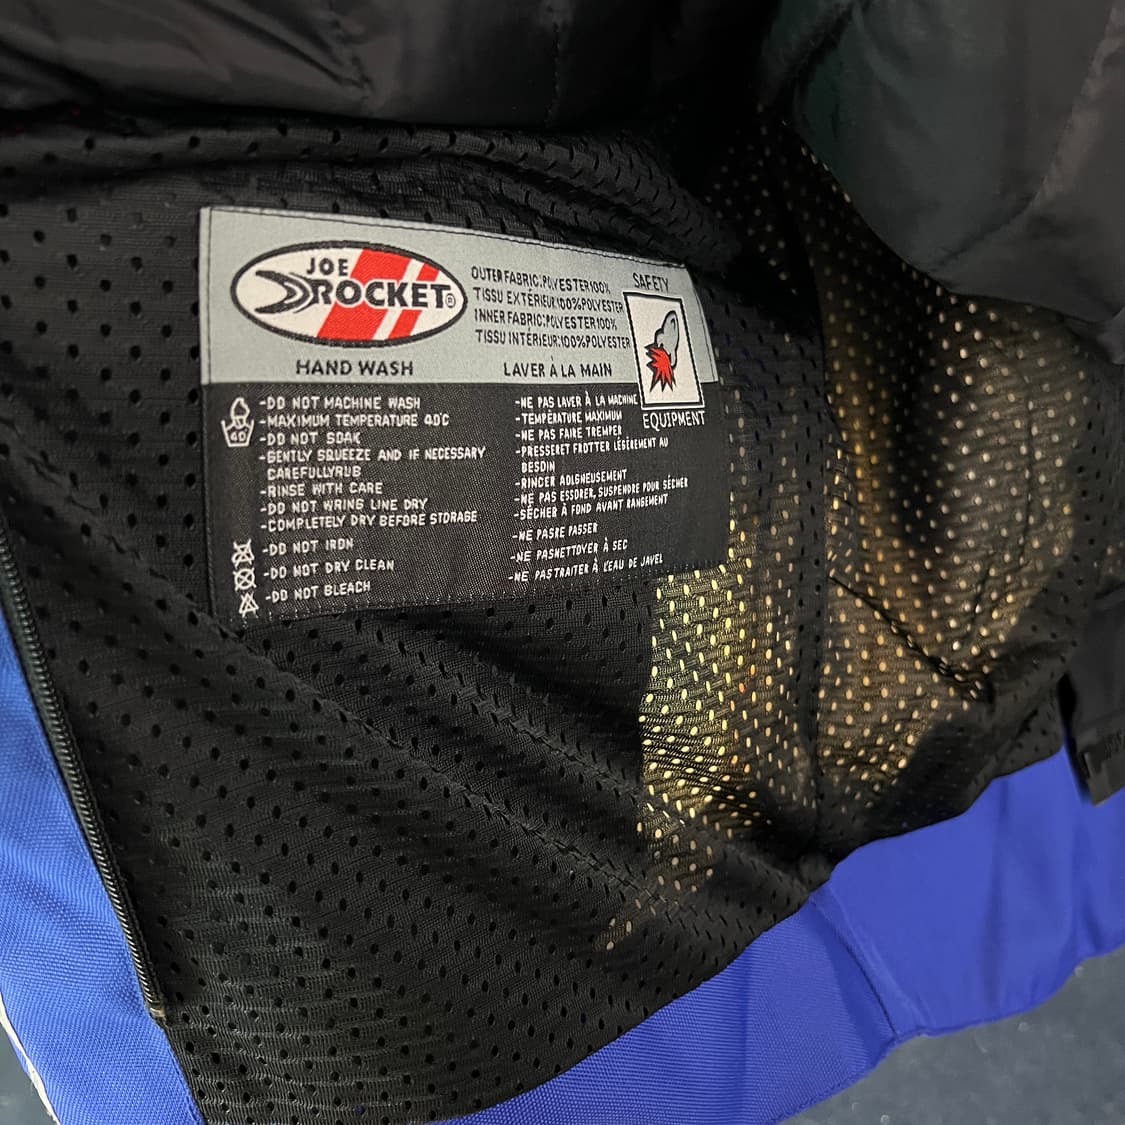 JOE
ROCKET®
OUTER FABRIC:POLYESTER100%
TISSU EXTÉRIEUR:100%POLYESTER
INNER FABRIC:POLYESTER100%
TISSU INTÉRIEUR:100%POLYESTER
HAND WASH
LAVER À LA MAIN
SAFETY
EQUIPMENT
40
-DO NOT MACHINE WASH
-MAXIMUM TEMPERATURE 40C
-DO NOT SOAK
-GENTLY SQUEEZE AND IF NECESSARY
CAREFULLYRUB
-RINSE WITH CARE
-DO NOT WRING LINE DRY
-COMPLETELY DRY BEFORE STORAGE
-DO NOT IRON
-DO NOT DRY CLEAN
-DO NOT BLEACH
-NE PAS LAVER À LA MACHINE
-TEMPÉRATURE MAXIMUM
-NE PAS FAIRE TREMPER
-PRESSERET FROTTER LÉGÈREMENT AU
BESOIN
-RINCER AOIGNEUSEMENT
-NE PAS ESSORER, SUSPENDRE POUR SÉCHER
-SÉCHER À FOND AVANT RANGEMENT
-NE PASRE PASSER
-NE PASNETTOYER À SEC
-NE PASTRAITER À L'EAU DE JAVEL